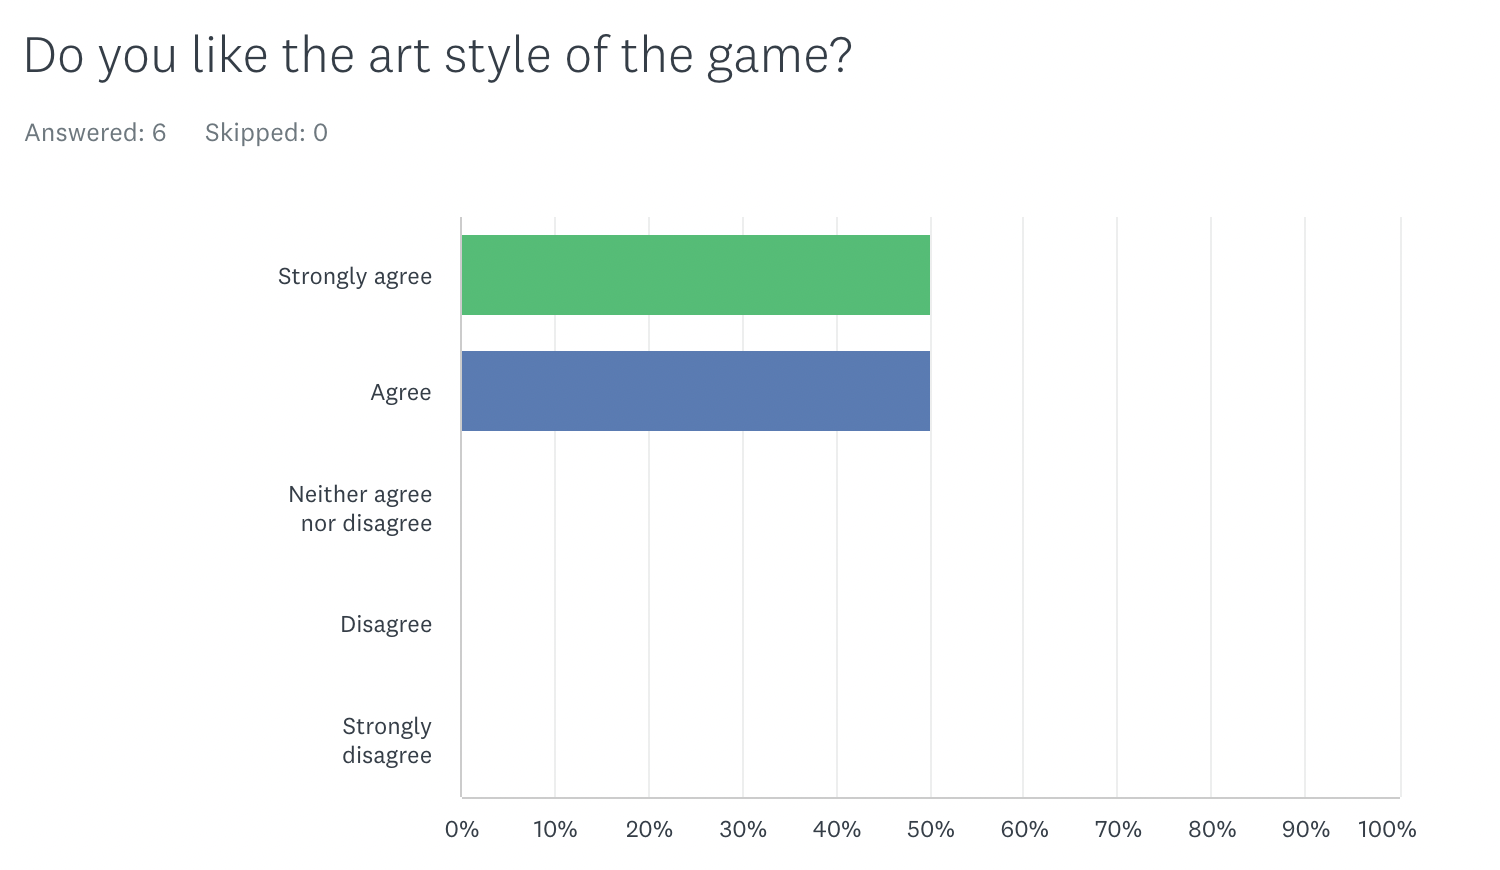 Do you like the art style of the game?
Answered: 6 Skipped: 0
Strongly agree
Agree
Neither agree
nor disagree
Disagree
Strongly
disagree
0% 10% 20% 30% 40% 50% 60% 70% 80% 90% 100%